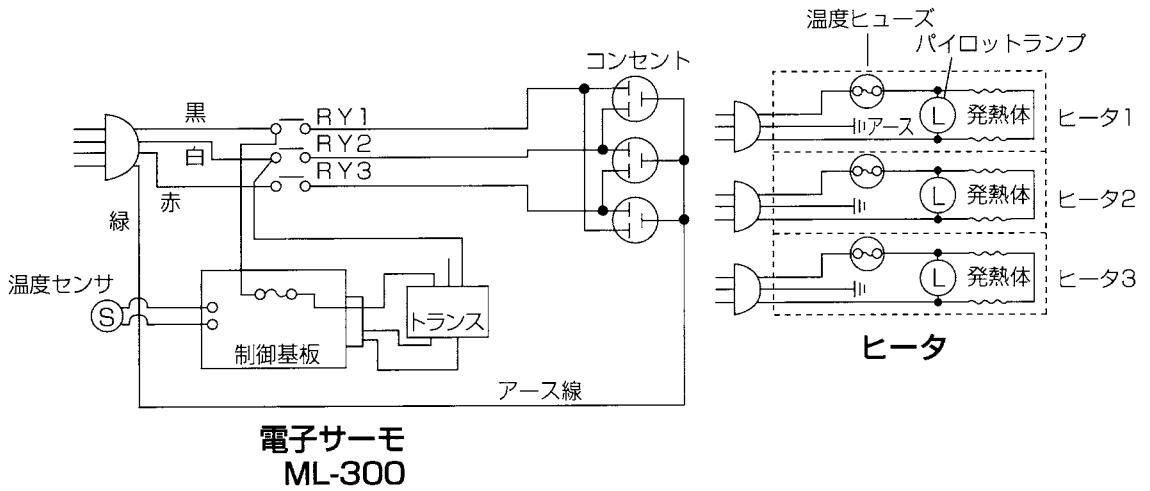 温度ヒューズ
パイロットランプ
コンセント
黒
RY1
白
RY2
RY3
赤
緑
アース
L
発熱体
ヒータ1
L
発熱体
ヒータ2
L
発熱体
ヒータ3
ヒータ
温度センサ
S
制御基板
トランス
アース線
電子サーモ
ML-300